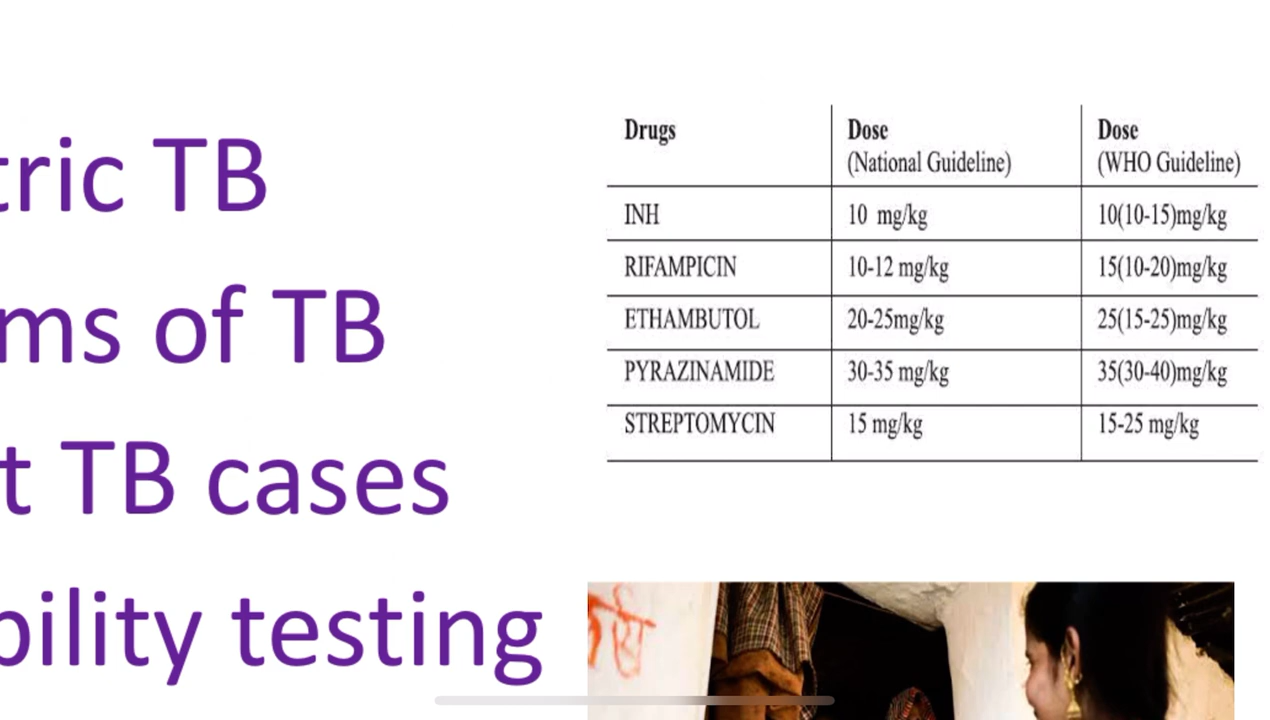 tric TB
ms of TB
t TB cases
bility testing
Drugs Dose Dose
(National Guideline) (WHO Guideline)
INH 10 mg/kg 10(10-15)mg/kg
RIFAMPICIN 10-12 mg/kg 15(10-20)mg/kg
ETHAMBUTOL 20-25mg/kg 25(15-25)mg/kg
PYRAZINAMIDE 30-35 mg/kg 35(30-40)mg/kg
STREPTOMYCIN 15 mg/kg 15-25 mg/kg